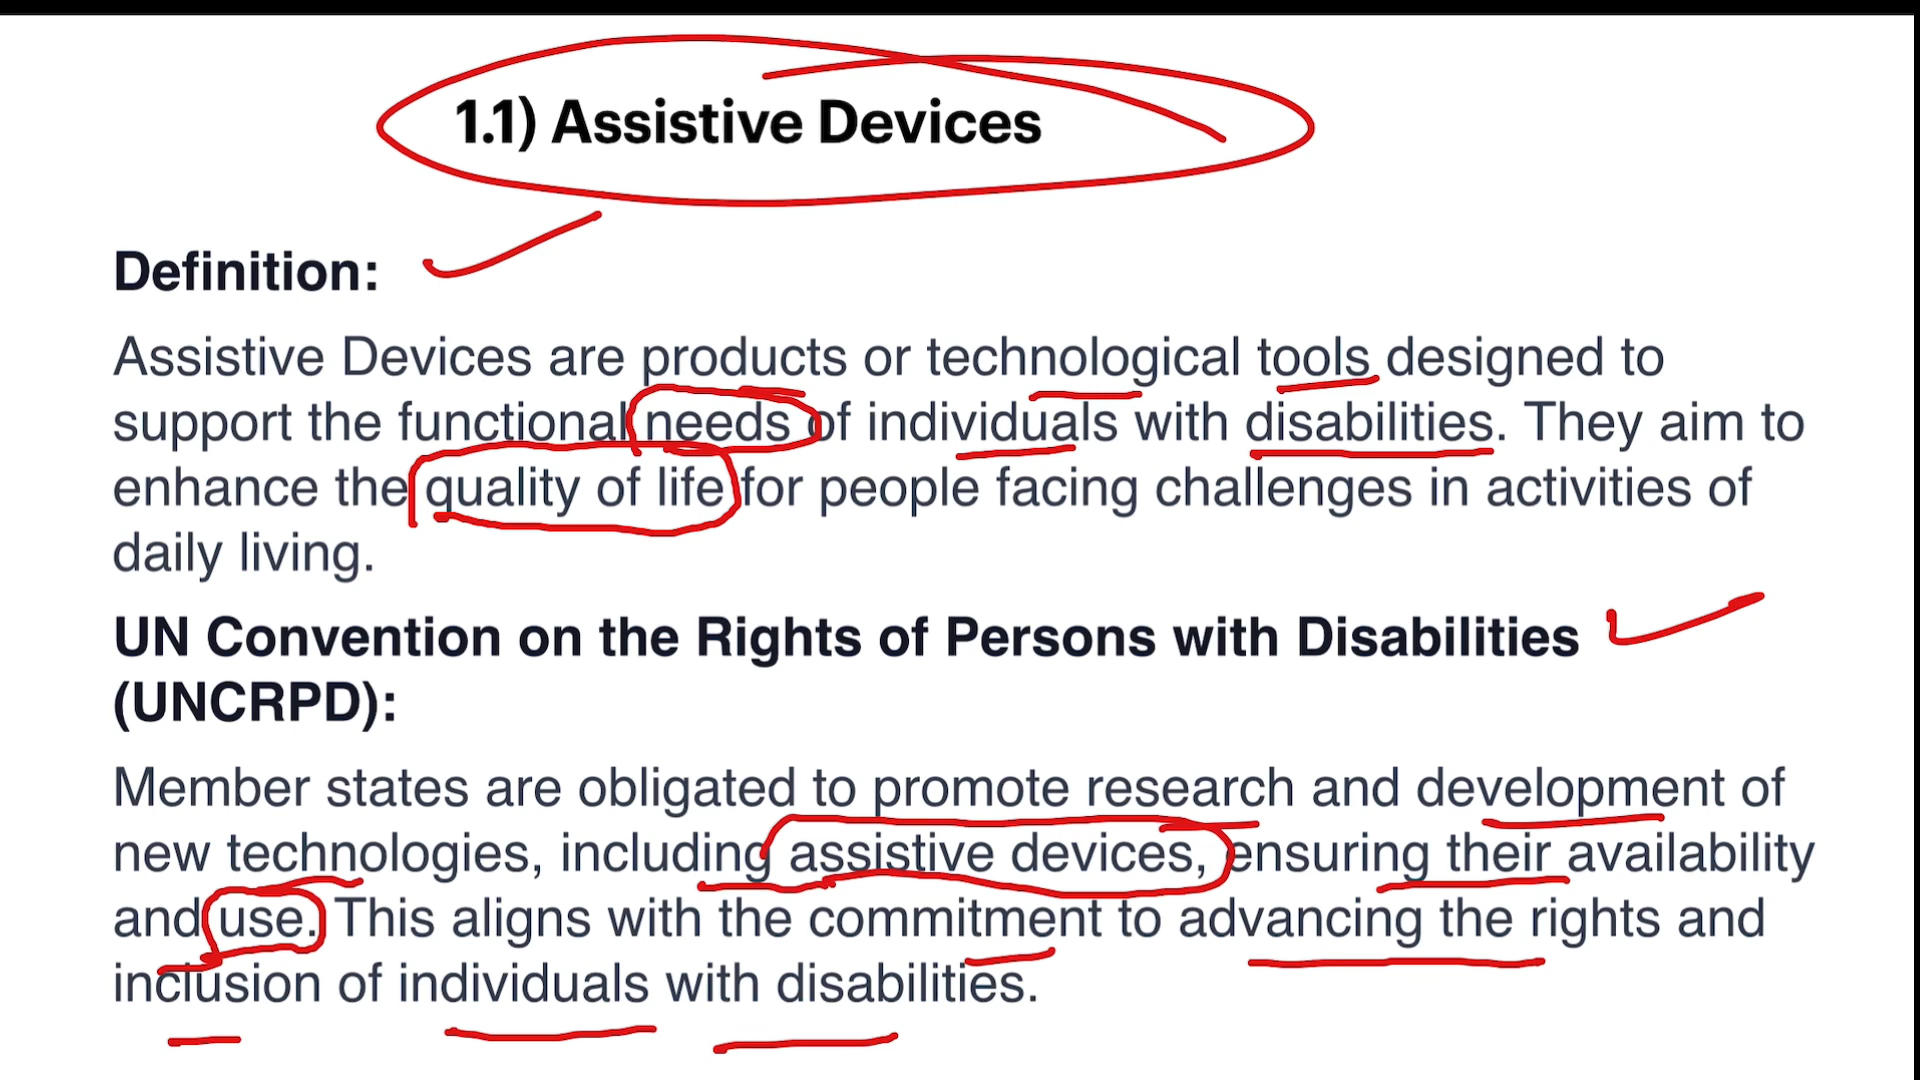 1.1) Assistive Devices
Definition:
Assistive Devices are products or technological tools designed to
support the functional needs of individuals with disabilities. They aim to
enhance the quality of life for people facing challenges in activities of
daily living.
UN Convention on the Rights of Persons with Disabilities
(UNCRPD):
Member states are obligated to promote research and development of
new technologies, including assistive devices, ensuring their availability
and use. This aligns with the commitment to advancing the rights and
inclusion of individuals with disabilities.